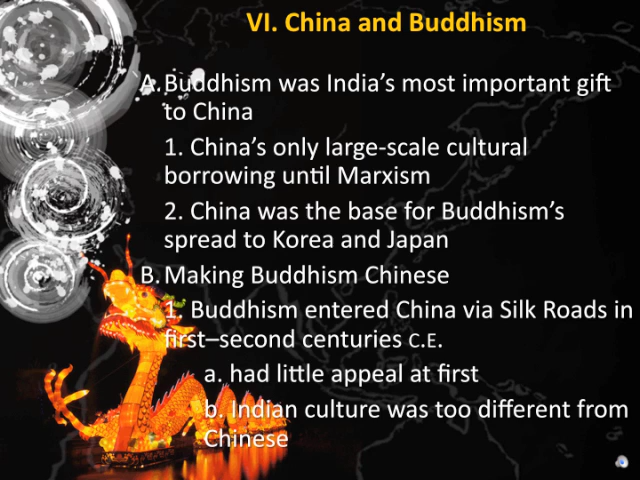 VI. China and Buddhism
A. Buddhism was India’s most important gift
to China
1. China’s only large-scale cultural
borrowing until Marxism
2. China was the base for Buddhism’s
spread to Korea and Japan
B. Making Buddhism Chinese
1. Buddhism entered China via Silk Roads in
first–second centuries C.E.
a. had little appeal at first
b. Indian culture was too different from
Chinese